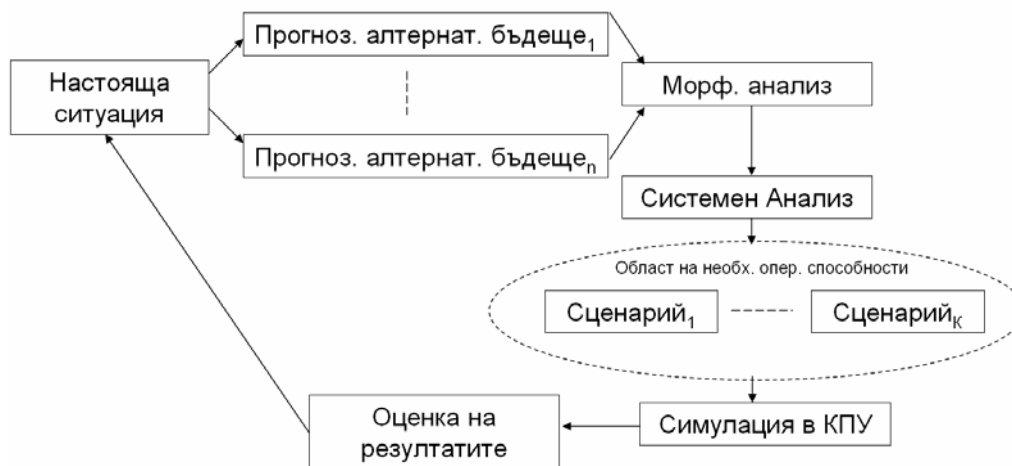 Прогноз. алтернат. бъдеще₁
Настояща
ситуация
Морф. анализ
Прогноз. алтернат. бъдещеₙ
Системен Анализ
Област на необх. опер. способности
Сценарий₁
Сценарийₖ
Оценка на
резултатите
Симулация в КПУ